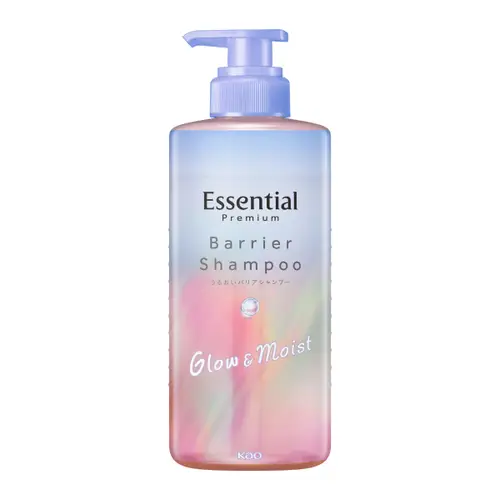 Essential
Premium
Barrier
Shampoo
うるおいバリアシャンプー
Glow & Moist
Kao